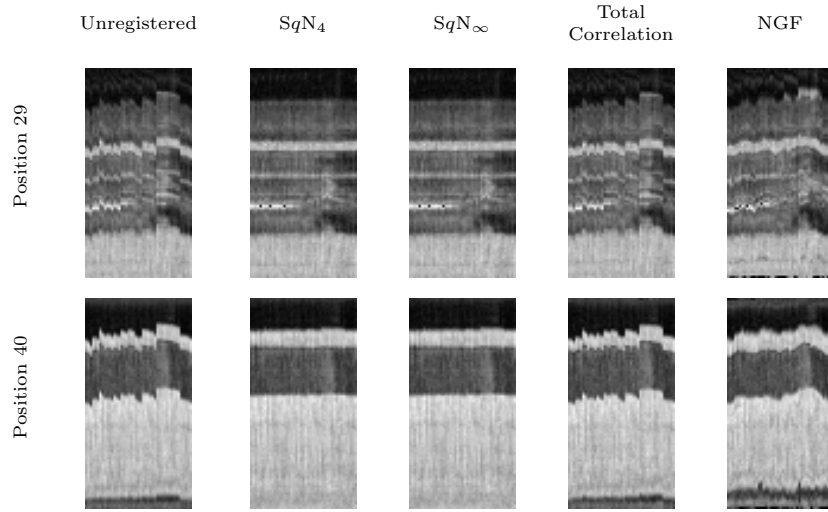 Unregistered
SqN₄
SqN∞
Total
Correlation
NGF
Position 29
Position 40